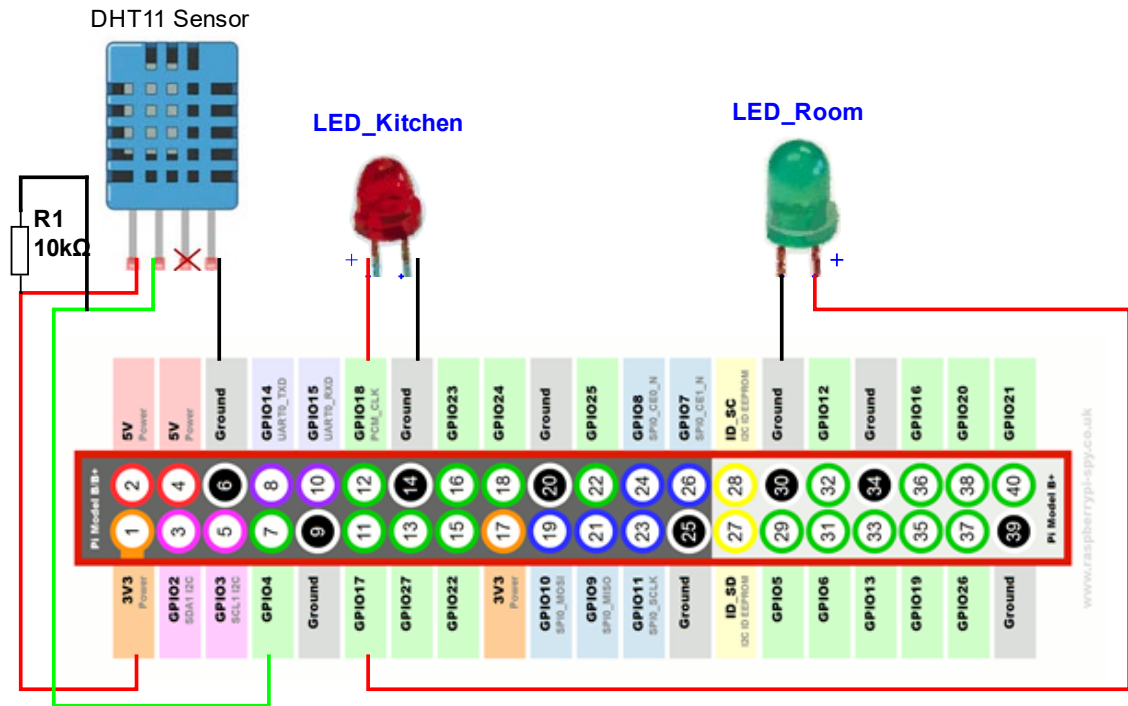 DHT11 Sensor
LED_Kitchen
LED_Room
R1
10kΩ
+
+
5V
Power
5V
Power
Ground
GPIO14
UART0_TXD
GPIO15
UART0_RXD
GPIO18
PCM_CLK
Ground
GPIO23
GPIO24
Ground
GPIO25
GPIO8
SPI0_CE0_N
GPIO7
SPI0_CE1_N
ID_SC
I2C ID EEPROM
Ground
GPIO12
Ground
GPIO16
GPIO20
GPIO21
Pi Model B/B+
2 4 6 8 10 12 14 16 18 20 22 24 26 28 30 32 34 36 38 40
1 3 5 7 9 11 13 15 17 19 21 23 25 27 29 31 33 35 37 39
Pi Model B+
3V3
Power
GPIO2
SDA1 I2C
GPIO3
SCL1 I2C
GPIO4
Ground
GPIO17
GPIO27
GPIO22
3V3
Power
GPIO10
SPI0_MOSI
GPIO9
SPI0_MISO
GPIO11
SPI0_SCLK
Ground
ID_SD
I2C ID EEPROM
GPIO5
GPIO6
GPIO13
GPIO19
GPIO26
Ground
www.raspberrypi-spy.co.uk